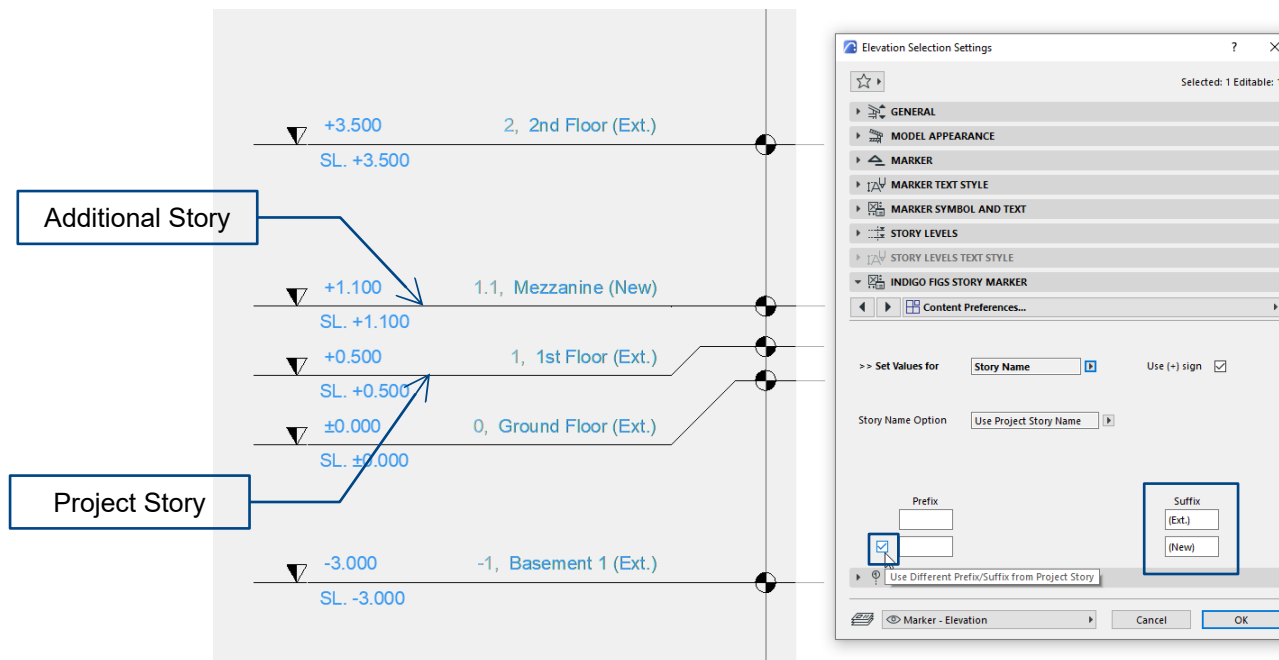 +3.500 2, 2nd Floor (Ext.)
SL. +3.500
Additional Story
+1.100 1.1, Mezzanine (New)
SL. +1.100
+0.500 1, 1st Floor (Ext.)
SL. +0.500
±0.000 0, Ground Floor (Ext.)
SL. ±0.000
Project Story
-3.000 -1, Basement 1 (Ext.)
SL. -3.000
Elevation Selection Settings ?
Selected: 1 Editable: 1
GENERAL
MODEL APPEARANCE
MARKER
MARKER TEXT STYLE
MARKER SYMBOL AND TEXT
STORY LEVELS
STORY LEVELS TEXT STYLE
INDIGO FIGS STORY MARKER
Content Preferences...
>> Set Values for Story Name Use (+) sign
Story Name Option Use Project Story Name
Prefix Suffix
(Ext.)
(New)
Use Different Prefix/Suffix from Project Story
Marker - Elevation Cancel OK